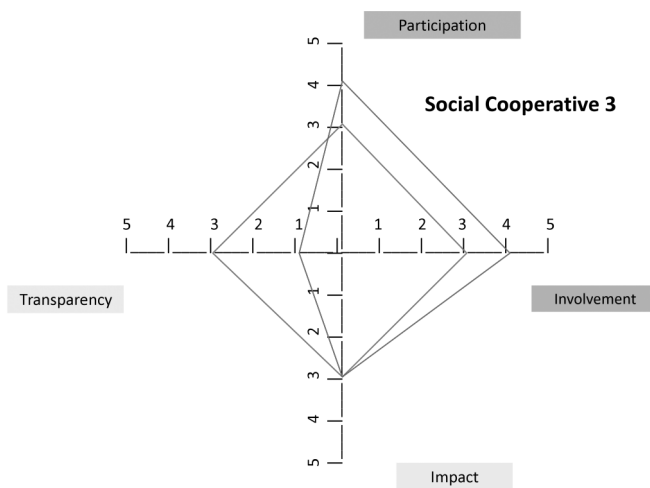 Participation
5
4
Social Cooperative 3
3
2
1
5 4 3 2 1 1 2 3 4 5
Transparency
Involvement
1
2
3
4
5
Impact